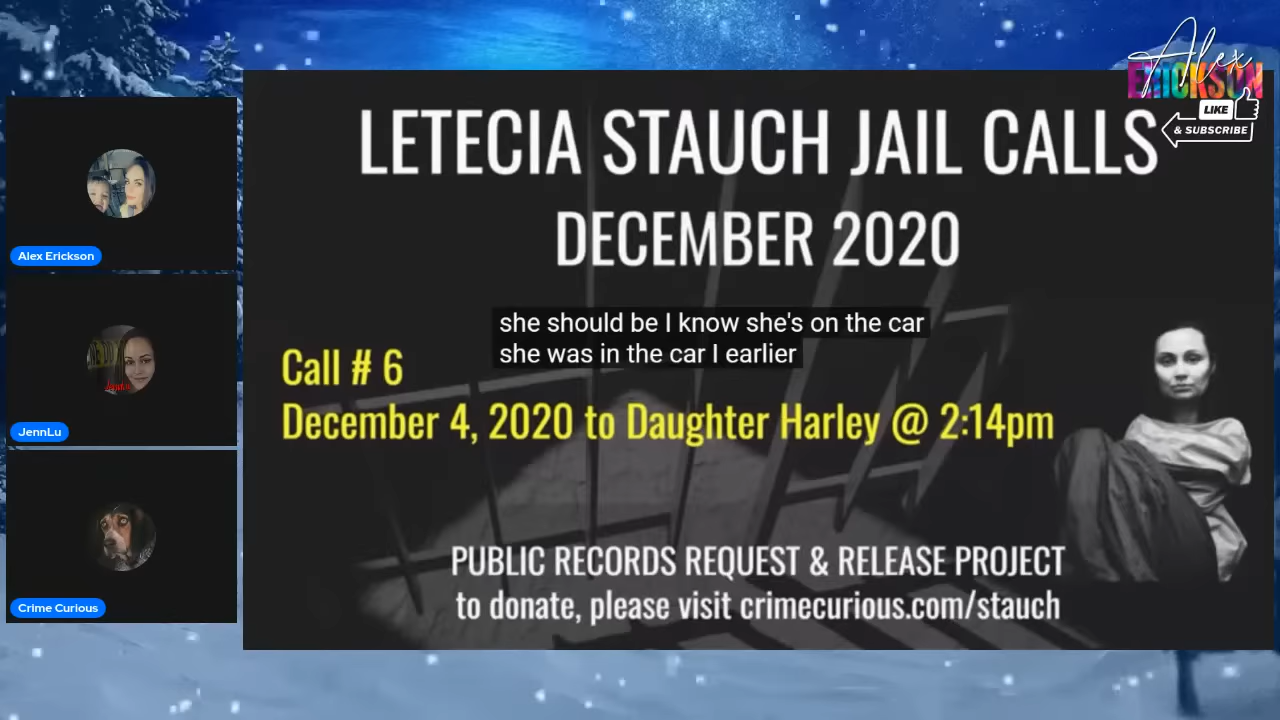 Alex
ERICKSON
LIKE
& SUBSCRIBE
LETECIA STAUCH JAIL CALLS
DECEMBER 2020
she should be I know she's on the car
she was in the car I earlier
Call # 6
December 4, 2020 to Daughter Harley @ 2:14pm
PUBLIC RECORDS REQUEST & RELEASE PROJECT
to donate, please visit crimecurious.com/stauch
Alex Erickson
JennLu
Crime Curious